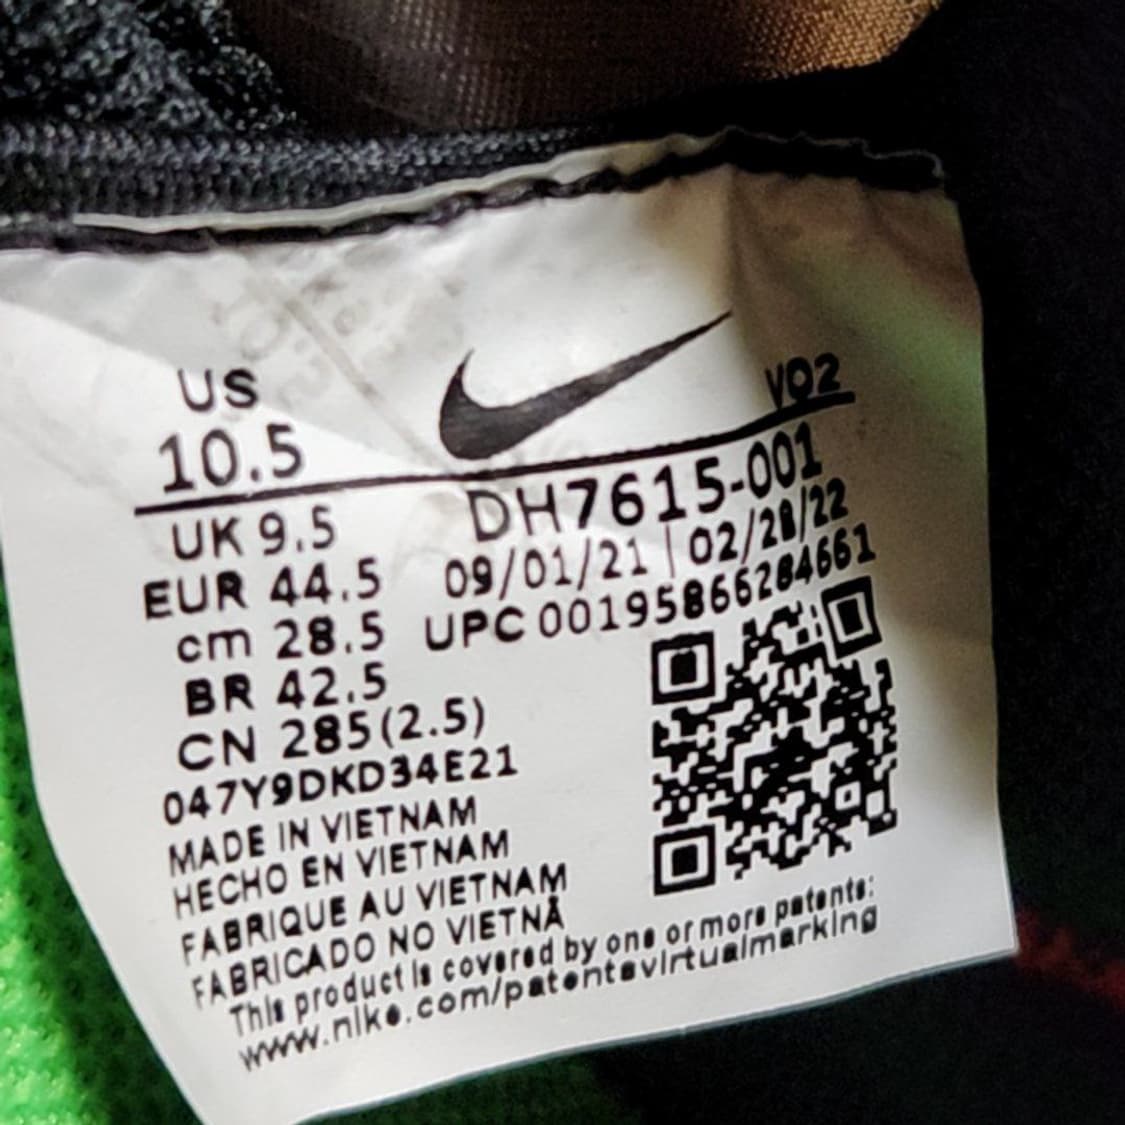 US
10.5
VO2
UK 9.5
DH7615-001
EUR 44.5
09/01/21 | 02/28/22
cm 28.5
UPC 00195866284661
BR 42.5
CN 285(2.5)
047Y9DKD34E21
MADE IN VIETNAM
HECHO EN VIETNAM
FABRIQUE AU VIETNAM
FABRICADO NO VIETNÃ
This product is covered by one or more patents:
www.nike.com/patentsvirtualmarking